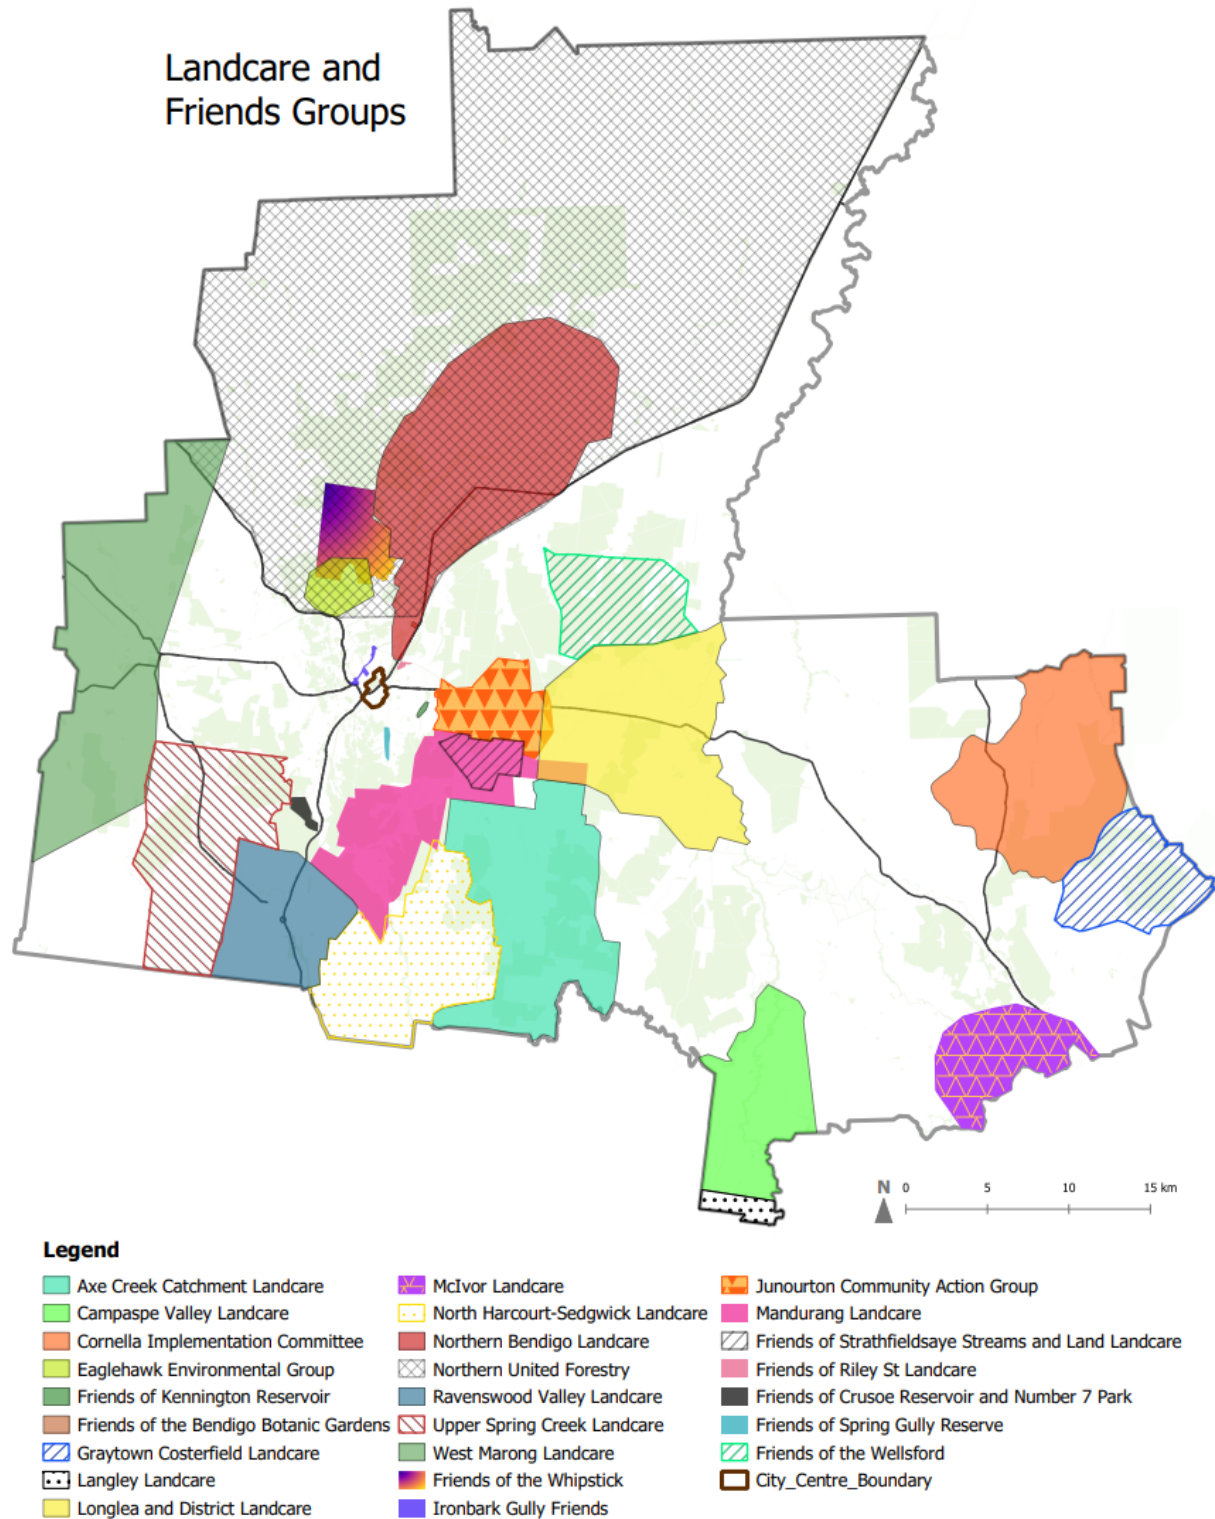 Landcare and
Friends Groups
N 0 5 10 15 km
Legend
Axe Creek Catchment Landcare
Campaspe Valley Landcare
Cornella Implementation Committee
Eaglehawk Environmental Group
Friends of Kennington Reservoir
Friends of the Bendigo Botanic Gardens
Graytown Costerfield Landcare
Langley Landcare
Longlea and District Landcare
McIvor Landcare
North Harcourt-Sedgwick Landcare
Northern Bendigo Landcare
Northern United Forestry
Ravenswood Valley Landcare
Upper Spring Creek Landcare
West Marong Landcare
Friends of the Whipstick
Ironbark Gully Friends
Junourton Community Action Group
Mandurang Landcare
Friends of Strathfieldsaye Streams and Land Landcare
Friends of Riley St Landcare
Friends of Crusoe Reservoir and Number 7 Park
Friends of Spring Gully Reserve
Friends of the Wellsford
City_Centre_Boundary